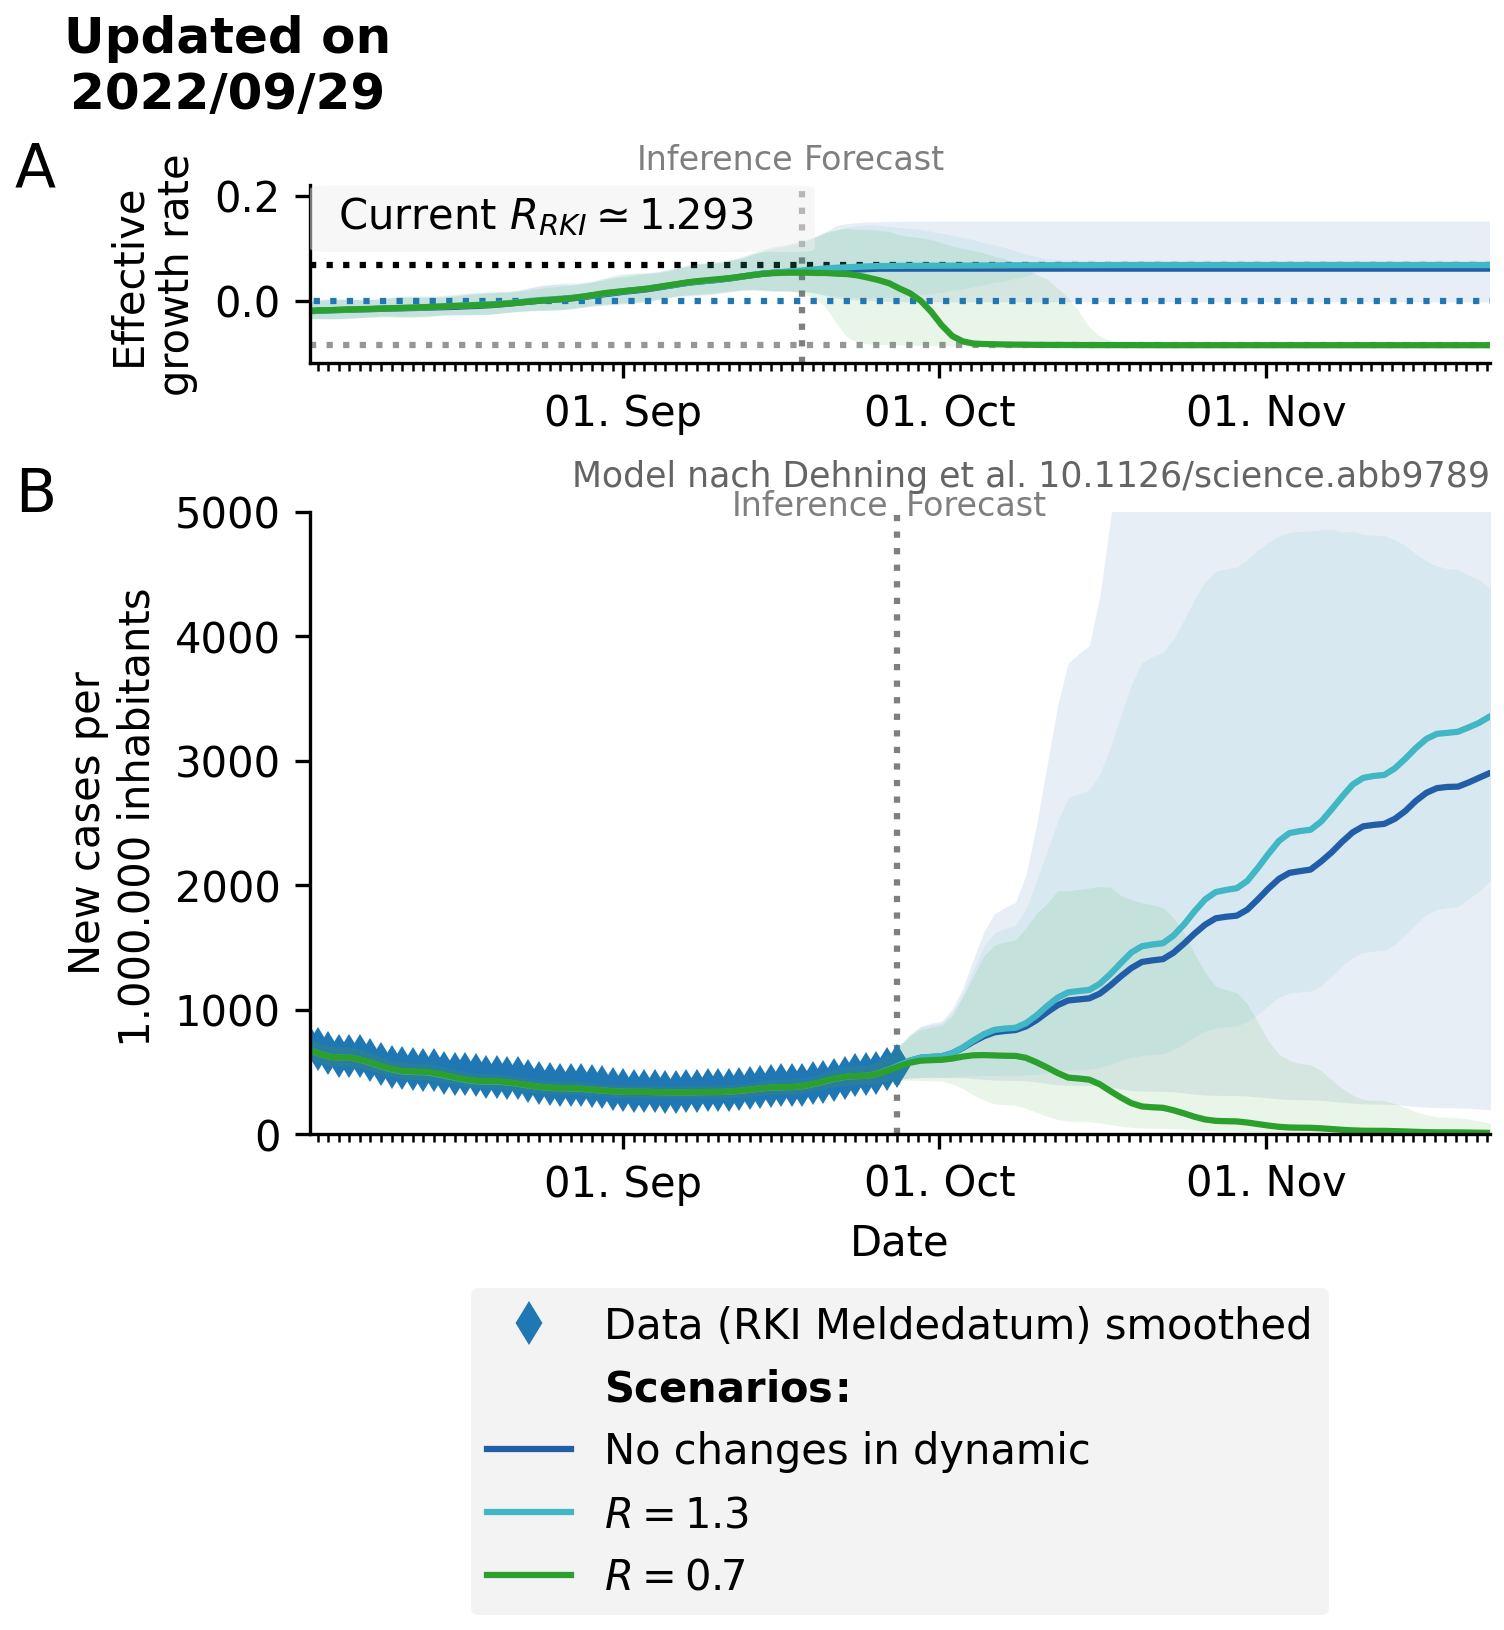 Updated on
2022/09/29
A
Inference Forecast
Effective
growth rate
0.2
0.0
Current R_RKI ≃ 1.293
01. Sep 01. Oct 01. Nov
B
Model nach Dehning et al. 10.1126/science.abb9789
Inference Forecast
New cases per
1.000.000 inhabitants
5000
4000
3000
2000
1000
0
01. Sep 01. Oct 01. Nov
Date
Data (RKI Meldedatum) smoothed
Scenarios:
No changes in dynamic
R = 1.3
R = 0.7